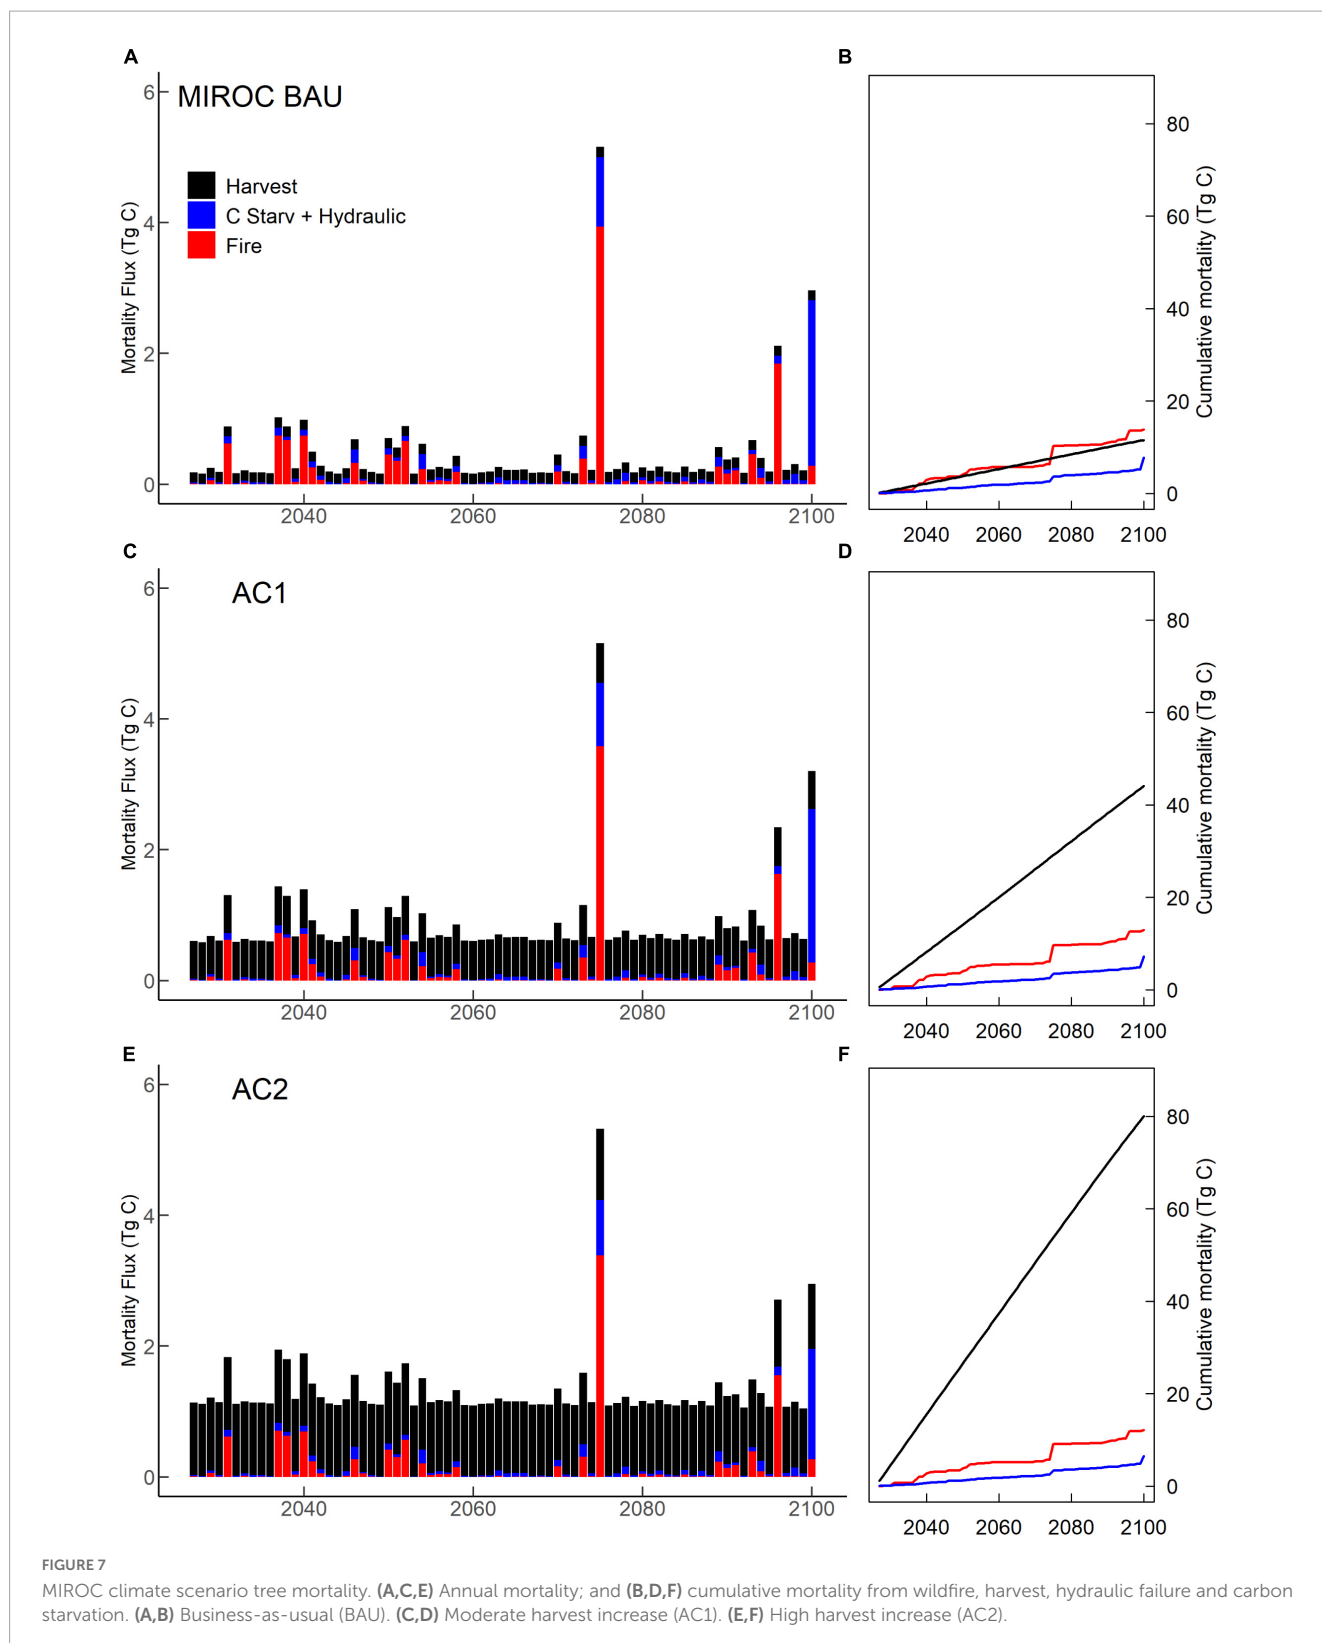 A
MIROC BAU
Harvest
C Starv + Hydraulic
Fire
Mortality Flux (Tg C)
6
4
2
0
2040 2060 2080 2100
B
80
60
40
20
0
Cumulative mortality (Tg C)
2040 2060 2080 2100
C
AC1
Mortality Flux (Tg C)
6
4
2
0
2040 2060 2080 2100
D
80
60
40
20
0
Cumulative mortality (Tg C)
2040 2060 2080 2100
E
AC2
Mortality Flux (Tg C)
6
4
2
0
2040 2060 2080 2100
F
80
60
40
20
0
Cumulative mortality (Tg C)
2040 2060 2080 2100
FIGURE 7
MIROC climate scenario tree mortality. (A,C,E) Annual mortality; and (B,D,F) cumulative mortality from wildfire, harvest, hydraulic failure and carbon
starvation. (A,B) Business-as-usual (BAU). (C,D) Moderate harvest increase (AC1). (E,F) High harvest increase (AC2).